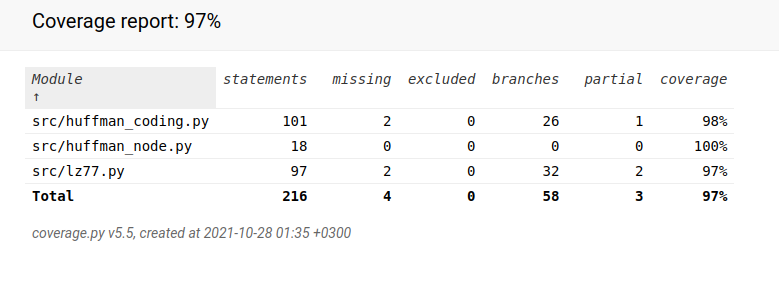 Coverage report: 97%
Module ↑ statements missing excluded branches partial coverage
src/huffman_coding.py 101 2 0 26 1 98%
src/huffman_node.py 18 0 0 0 0 100%
src/lz77.py 97 2 0 32 2 97%
Total 216 4 0 58 3 97%
coverage.py v5.5, created at 2021-10-28 01:35 +0300